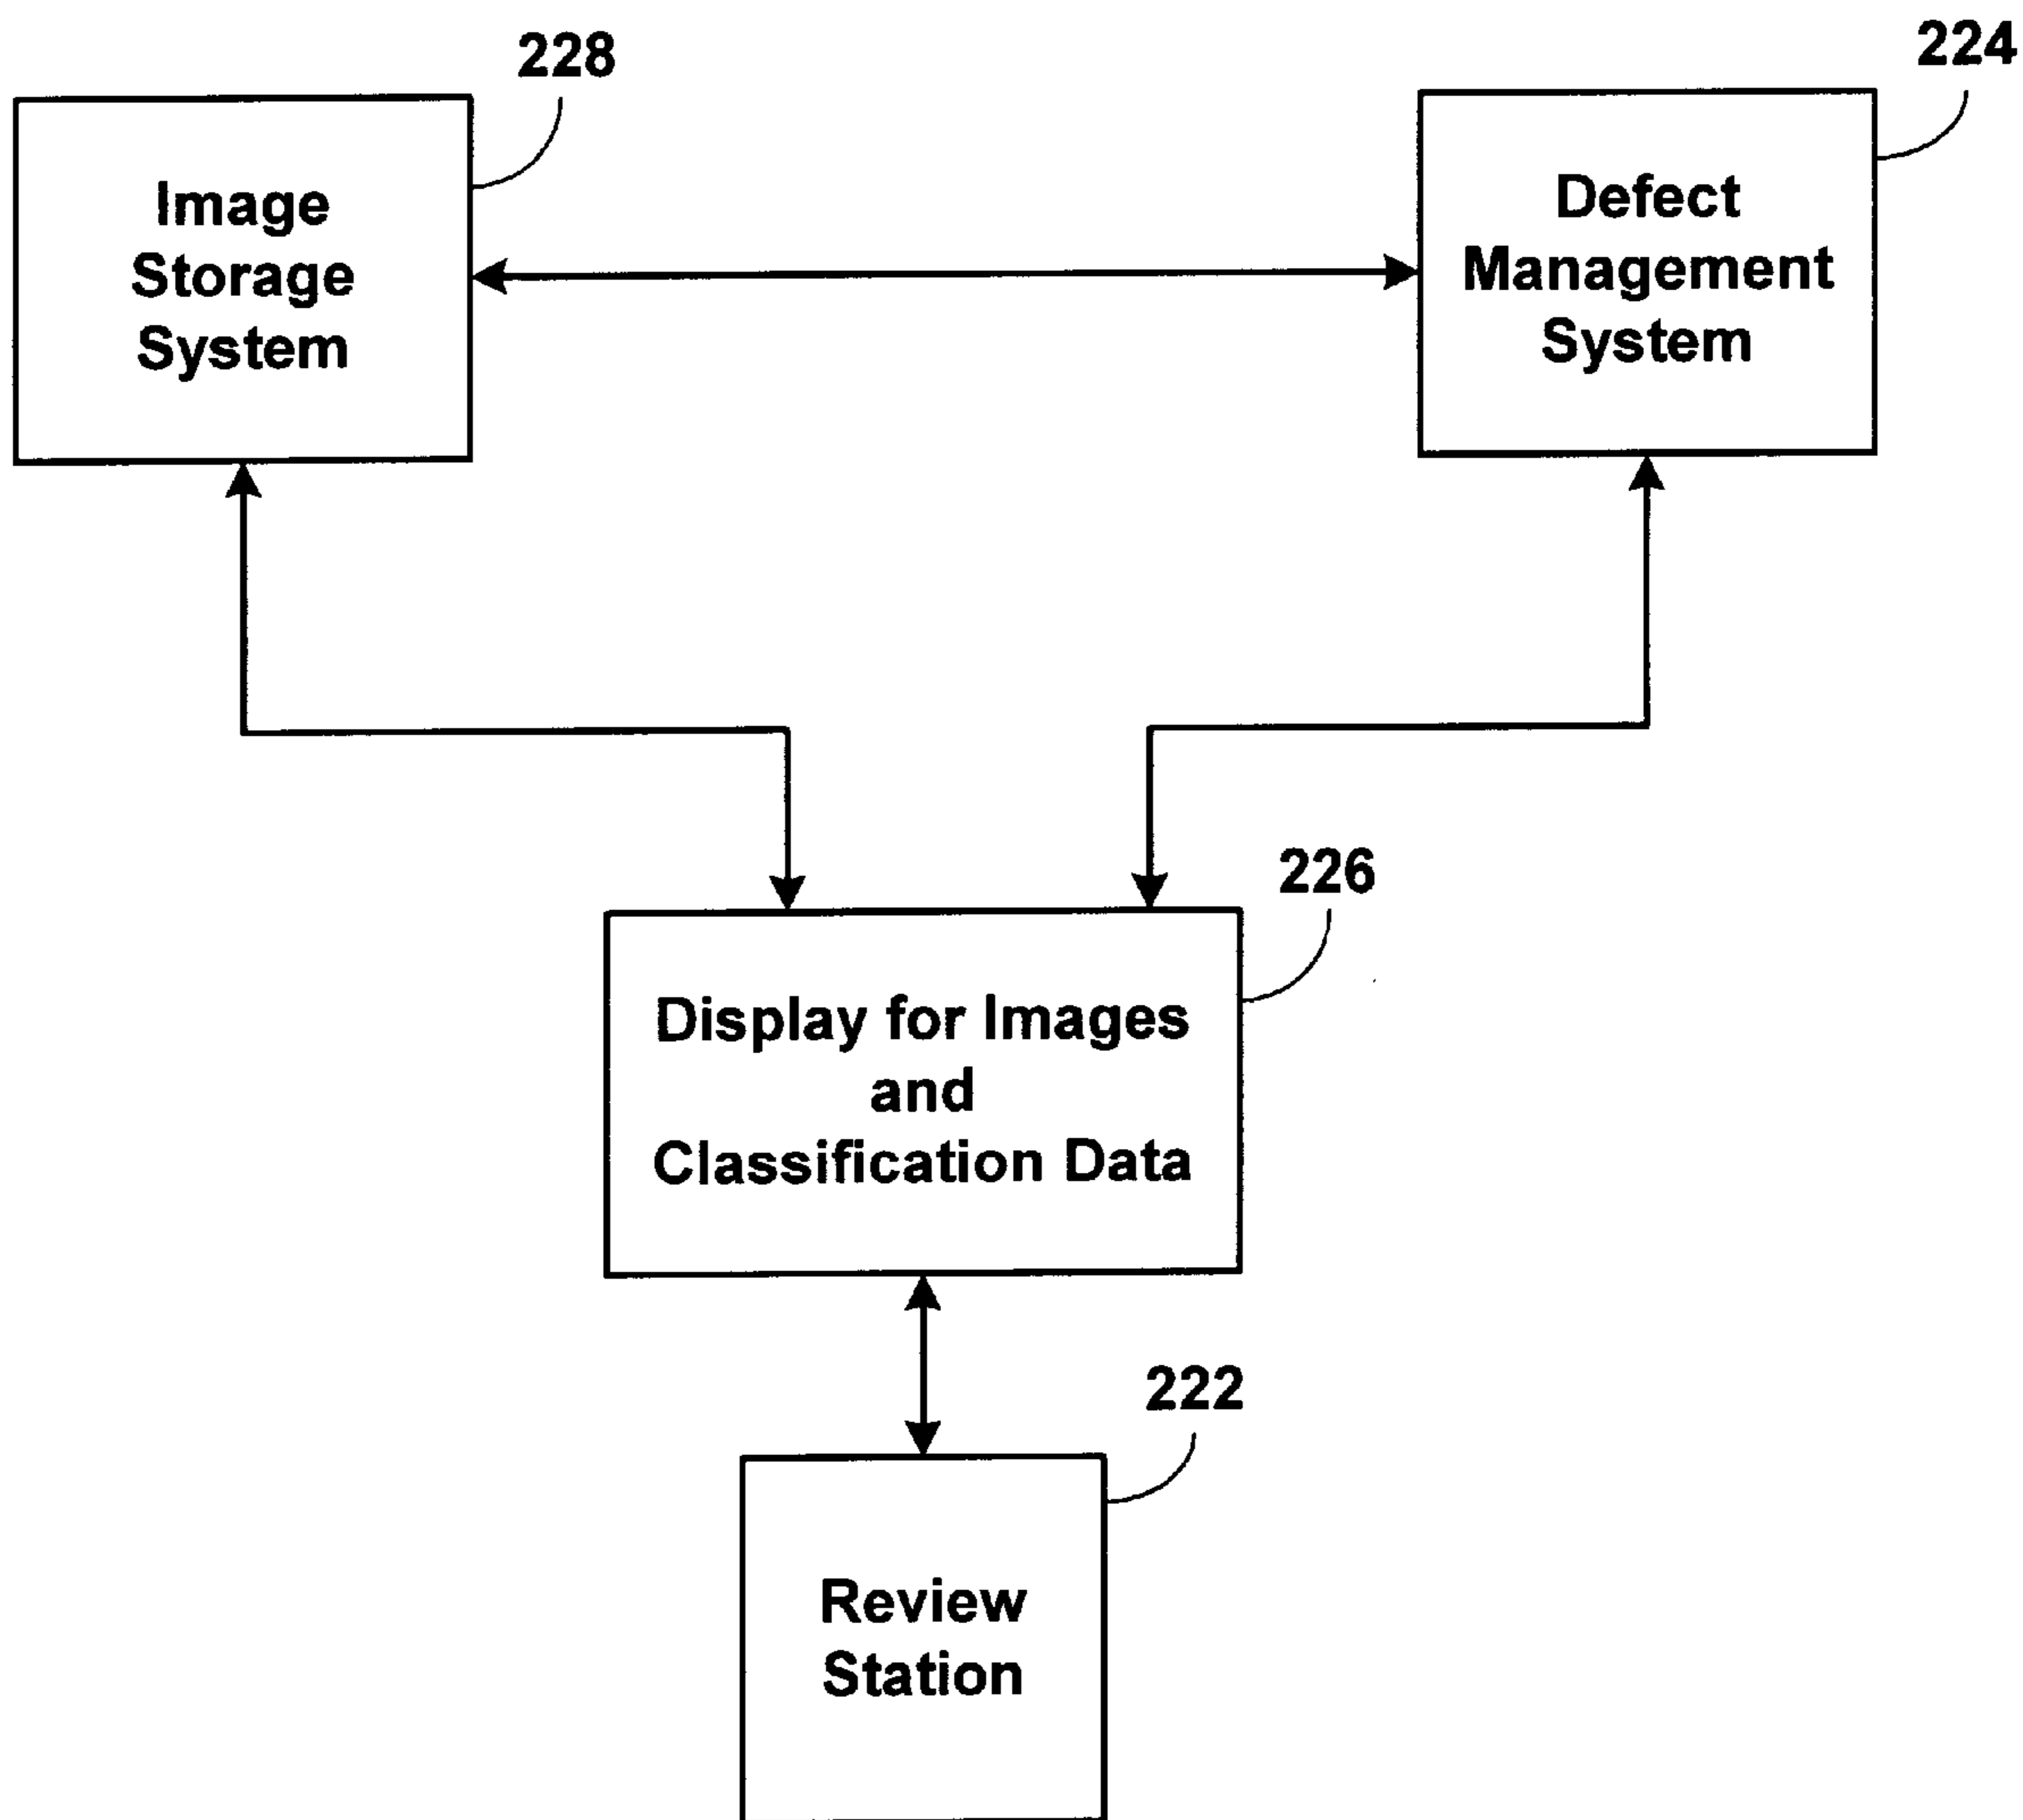 228
224
Image
Storage
System
Defect
Management
System
226
Display for Images
and
Classification Data
222
Review
Station